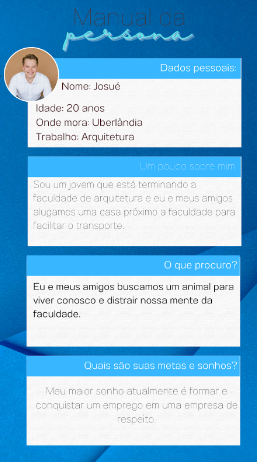 Manual da
persona
Dados pessoais:
Nome: Josué
Idade: 20 anos
Onde mora: Uberlândia
Trabalho: Arquitetura
Um pouco sobre mim:
Sou um jovem que está terminando a
faculdade de arquitetura e eu e meus amigos
alugamos uma casa próximo a faculdade para
facilitar o transporte.
O que procuro?
Eu e meus amigos buscamos um animal para
viver conosco e distrair nossa mente da
faculdade.
Quais são suas metas e sonhos?
Meu maior sonho atualmente é formar e
conquistar um emprego em uma empresa de
respeito.